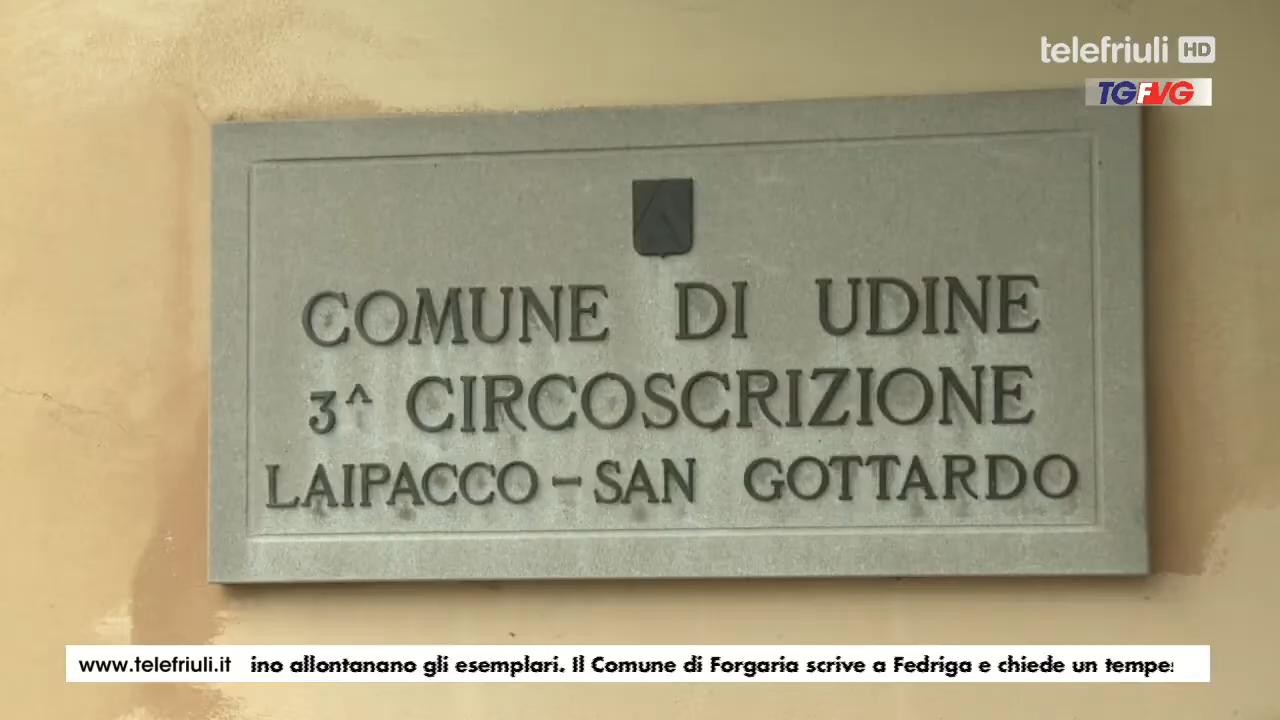 telefriuli HD
TGFVG
COMUNE DI UDINE
3^ CIRCOSCRIZIONE
LAIPACCO - SAN GOTTARDO
www.telefriuli.it ino allontanano gli esemplari. Il Comune di Forgaria scrive a Fedriga e chiede un tempes